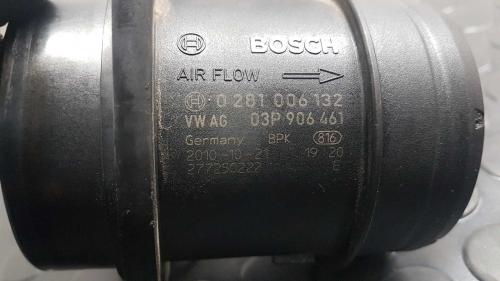 BOSCH
AIR FLOW
0 281 006 132
VW AG 03P 906 461
Germany BPK 816
2010-10-21 19 20
277250222 E